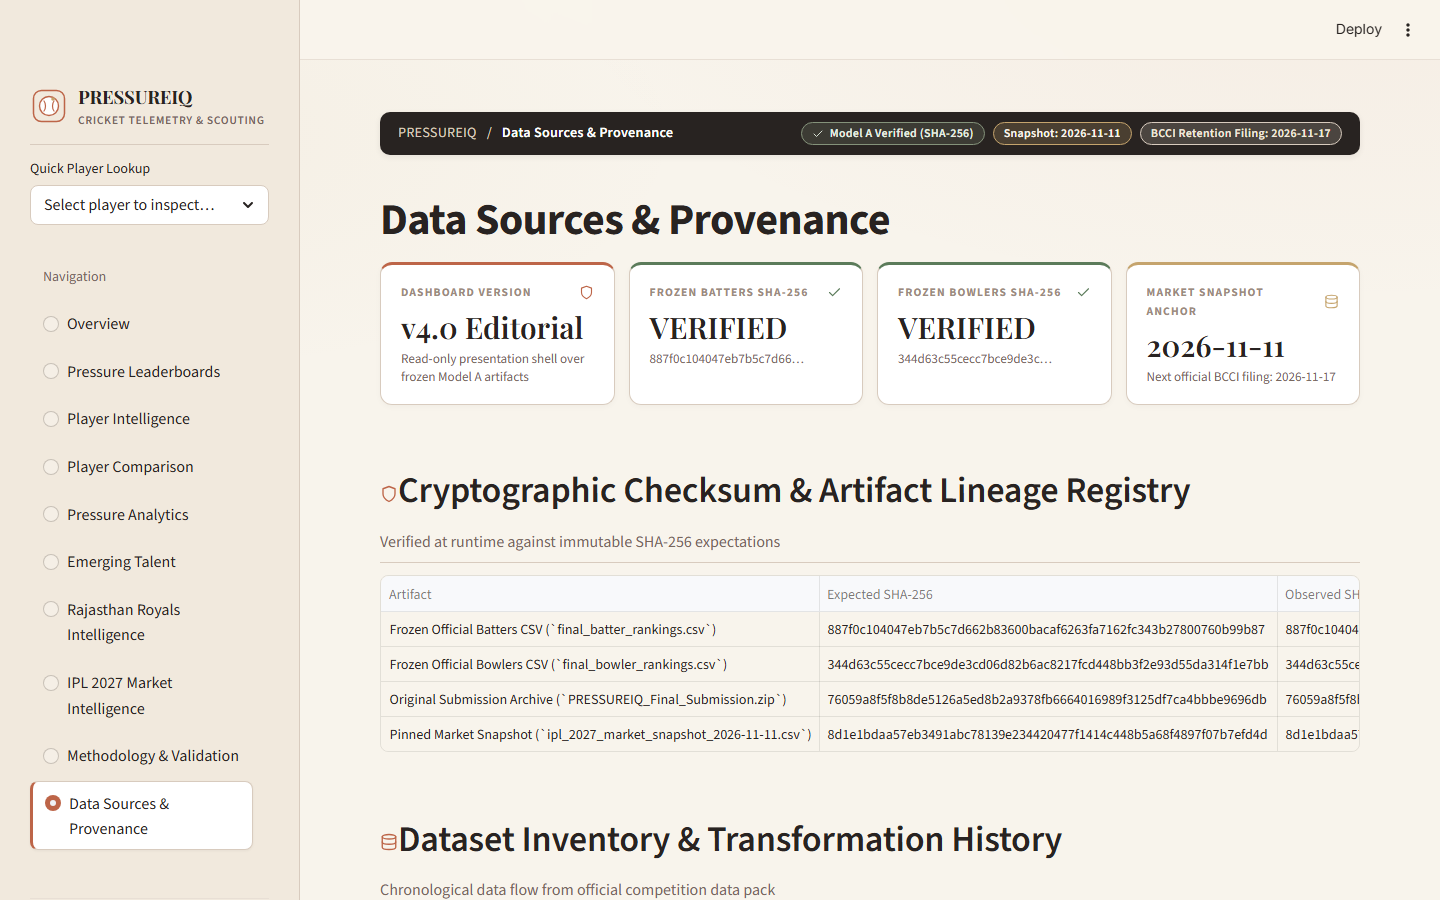 Deploy
PRESSUREIQ
CRICKET TELEMETRY & SCOUTING
Quick Player Lookup
Select player to inspect...
Navigation
Overview
Pressure Leaderboards
Player Intelligence
Player Comparison
Pressure Analytics
Emerging Talent
Rajasthan Royals
Intelligence
IPL 2027 Market
Intelligence
Methodology & Validation
Data Sources &
Provenance
PRESSUREIQ / Data Sources & Provenance
Model A Verified (SHA-256)
Snapshot: 2026-11-11
BCCI Retention Filing: 2026-11-17
Data Sources & Provenance
DASHBOARD VERSION
v4.0 Editorial
Read-only presentation shell over
frozen Model A artifacts
FROZEN BATTERS SHA-256
VERIFIED
887f0c104047eb7b5c7d66...
FROZEN BOWLERS SHA-256
VERIFIED
344d63c55cecc7bce9de3c...
MARKET SNAPSHOT
ANCHOR
2026-11-11
Next official BCCI filing: 2026-11-17
Cryptographic Checksum & Artifact Lineage Registry
Verified at runtime against immutable SHA-256 expectations
Artifact Expected SHA-256 Observed SH
Frozen Official Batters CSV (`final_batter_rankings.csv`) 887f0c104047eb7b5c7d662b83600bacaf6263fa7162fc343b27800760b99b87 887f0c10404
Frozen Official Bowlers CSV (`final_bowler_rankings.csv`) 344d63c55cecc7bce9de3cd06d82b6ac8217fcd448bb3f2e93d55da314f1e7bb 344d63c55ce
Original Submission Archive (`PRESSUREIQ_Final_Submission.zip`) 76059a8f5f8b8de5126a5ed8b2a9378fb6664016989f3125df7ca4bbbe9696db 76059a8f5f8l
Pinned Market Snapshot (`ipl_2027_market_snapshot_2026-11-11.csv`) 8d1e1bdaa57eb3491abc78139e234420477f1414c448b5a68f4897f07b7efd4d 8d1e1bdaa5
Dataset Inventory & Transformation History
Chronological data flow from official competition data pack